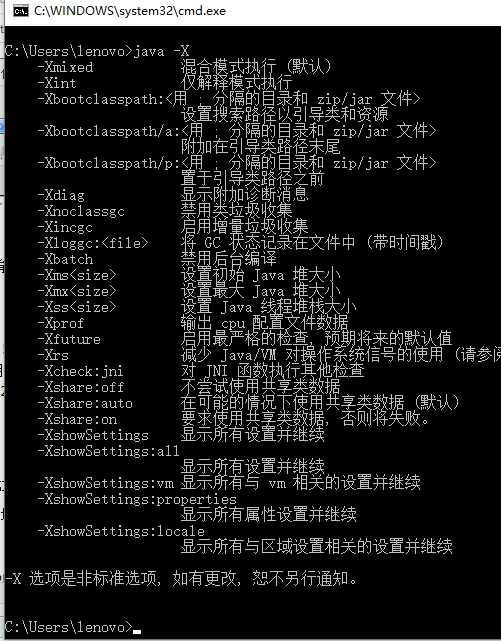 C:\WINDOWS\system32\cmd.exe
C:\Users\lenovo>java -X
-Xmixed 混合模式执行 (默认)
-Xint 仅解释模式执行
-Xbootclasspath:<用 ; 分隔的目录和 zip/jar 文件>
设置搜索路径以引导类和资源
-Xbootclasspath/a:<用 ; 分隔的目录和 zip/jar 文件>
附加在引导类路径末尾
-Xbootclasspath/p:<用 ; 分隔的目录和 zip/jar 文件>
置于引导类路径之前
-Xdiag 显示附加诊断消息
-Xnoclassgc 禁用类垃圾收集
-Xincgc 启用增量垃圾收集
-Xloggc:<file> 将 GC 状态记录在文件中 (带时间戳)
-Xbatch 禁用后台编译
-Xms<size> 设置初始 Java 堆大小
-Xmx<size> 设置最大 Java 堆大小
-Xss<size> 设置 Java 线程堆栈大小
-Xprof 输出 cpu 配置文件数据
-Xfuture 启用最严格的检查, 预期将来的默认值
-Xrs 减少 Java/VM 对操作系统信号的使用 (请参阅
-Xcheck:jni 对 JNI 函数执行其他检查
-Xshare:off 不尝试使用共享类数据
-Xshare:auto 在可能的情况下使用共享类数据 (默认)
-Xshare:on 要求使用共享类数据, 否则将失败。
-XshowSettings 显示所有设置并继续
-XshowSettings:all
显示所有设置并继续
-XshowSettings:vm 显示所有与 vm 相关的设置并继续
-XshowSettings:properties
显示所有属性设置并继续
-XshowSettings:locale
显示所有与区域设置相关的设置并继续
-X 选项是非标准选项, 如有更改, 恕不另行通知。
C:\Users\lenovo>